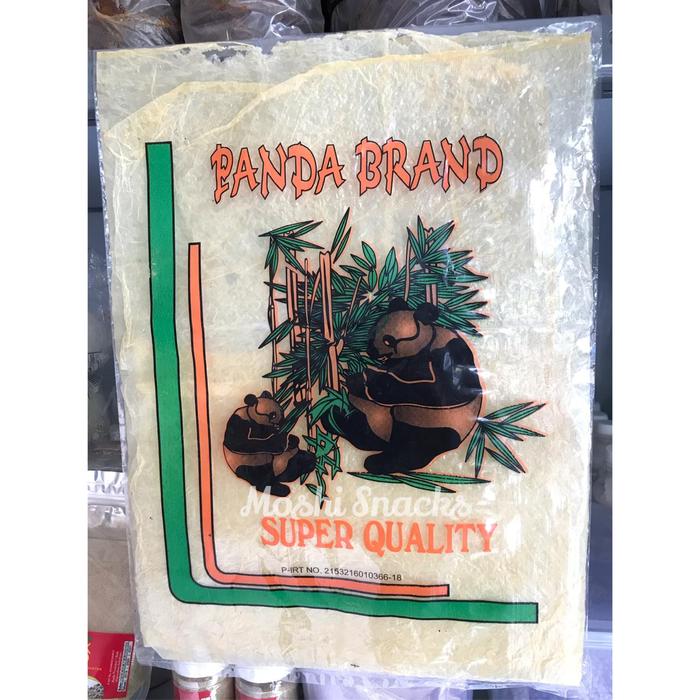 PANDA BRAND
Moshi Snacks
SUPER QUALITY
P-IRT NO. 2153216010366-18